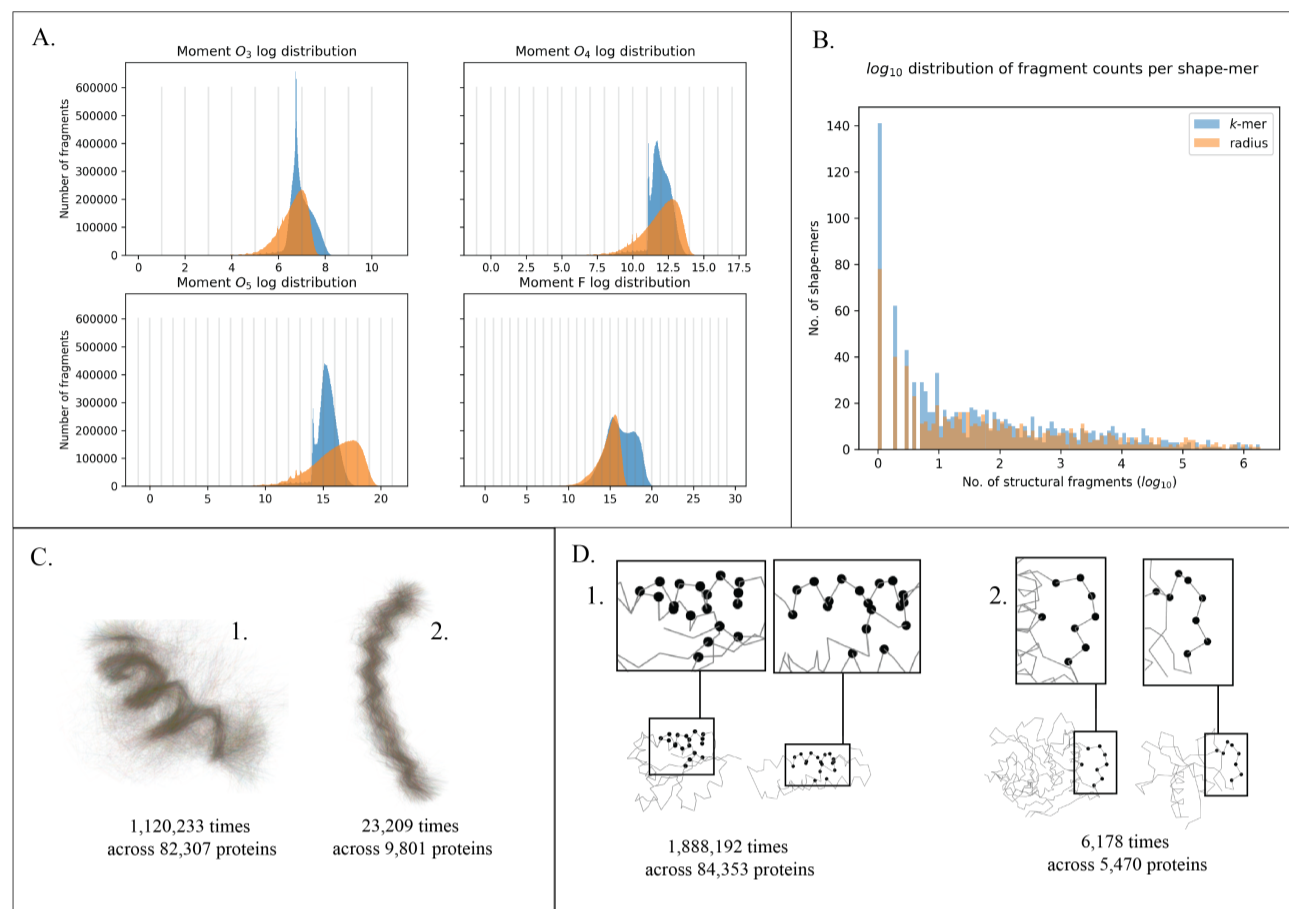 A.
Moment O3 log distribution
Number of fragments
600000
500000
400000
300000
200000
100000
0
0 2 4 6 8 10
Moment O4 log distribution
0.0 2.5 5.0 7.5 10.0 12.5 15.0 17.5
Moment O5 log distribution
Number of fragments
600000
500000
400000
300000
200000
100000
0
0 5 10 15 20
Moment F log distribution
0 5 10 15 20 25 30
B.
log10 distribution of fragment counts per shape-mer
No. of shape-mers
140
120
100
80
60
40
20
0
k-mer
radius
0 1 2 3 4 5 6
No. of structural fragments (log10)
C.
1.
1,120,233 times
across 82,307 proteins
2.
23,209 times
across 9,801 proteins
D.
1.
1,888,192 times
across 84,353 proteins
2.
6,178 times
across 5,470 proteins